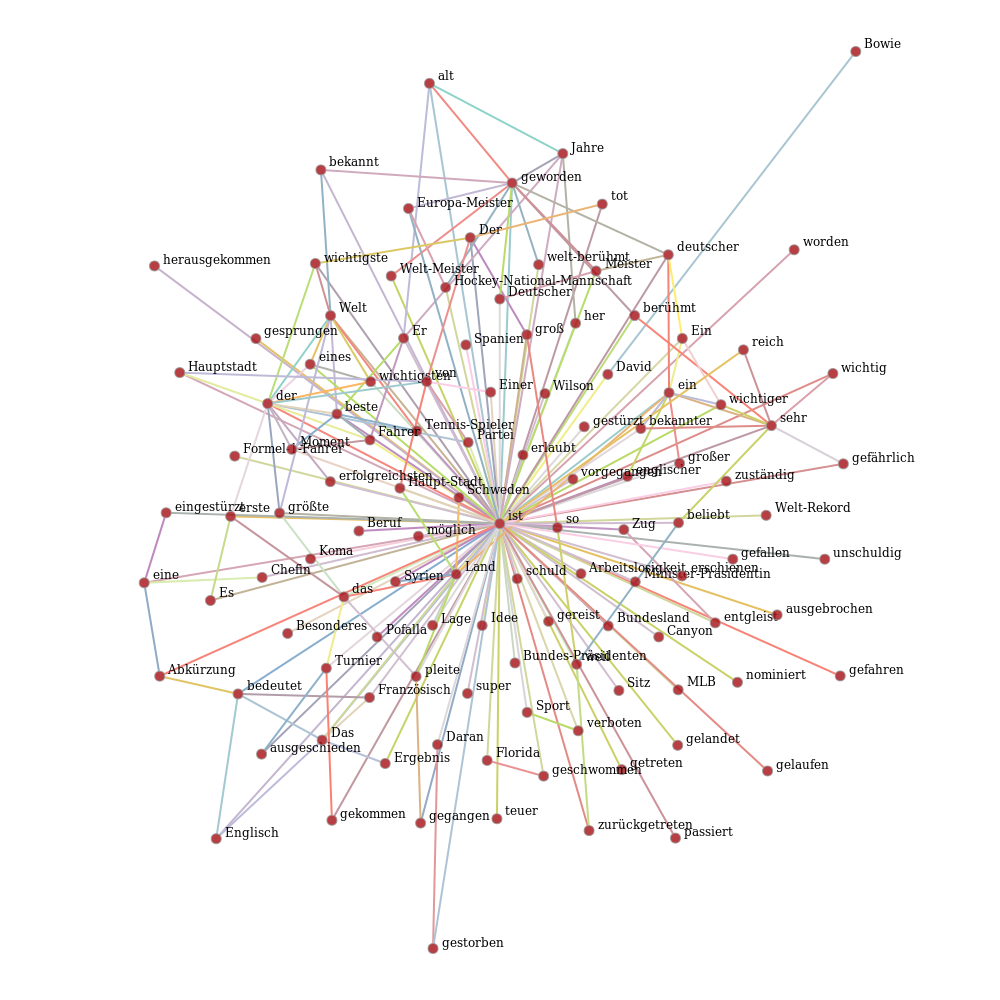 Bowie
alt
Jahre
bekannt
geworden
Europa-Meister
tot
Der
deutscher
worden
wichtigste
welt-berühmt
herausgekommen
Welt-Meister
Meister
Hockey-National-Mannschaft
Deutscher
Welt
berühmt
her
gesprungen
Er
groß
Ein
Spanien
reich
eines
Hauptstadt
wichtigsten
von
David
wichtig
Einer
Wilson
ein
der
wichtiger
beste
sehr
Tennis-Spieler
gestürzt
bekannter
Fahrer
Partei
Moment
Formel-1-Fahrer
erlaubt
großer
gefährlich
erfolgreichsten
Haupt-Stadt
vorgegangen
englischer
zuständig
Schweden
eingestürzt
erste
größte
ist
Welt-Rekord
Beruf
möglich
so
Zug
beliebt
Koma
gefallen
unschuldig
eine
Chefin
Syrien
Land
schuld
Arbeitslosigkeit
erschienen
Minister-Präsidentin
Es
das
Besonderes
Pofalla
Lage
Idee
gereist
Bundesland
Canyon
entgleist
ausgebrochen
Abkürzung
Turnier
pleite
Bundes-Präsidenten
weil
gefahren
bedeutet
Französisch
super
Sitz
MLB
nominiert
Sport
verboten
ausgeschieden
Das
Daran
gelandet
Ergebnis
Florida
geschwommen
getreten
gelaufen
Englisch
gekommen
gegangen
teuer
zurückgetreten
passiert
gestorben